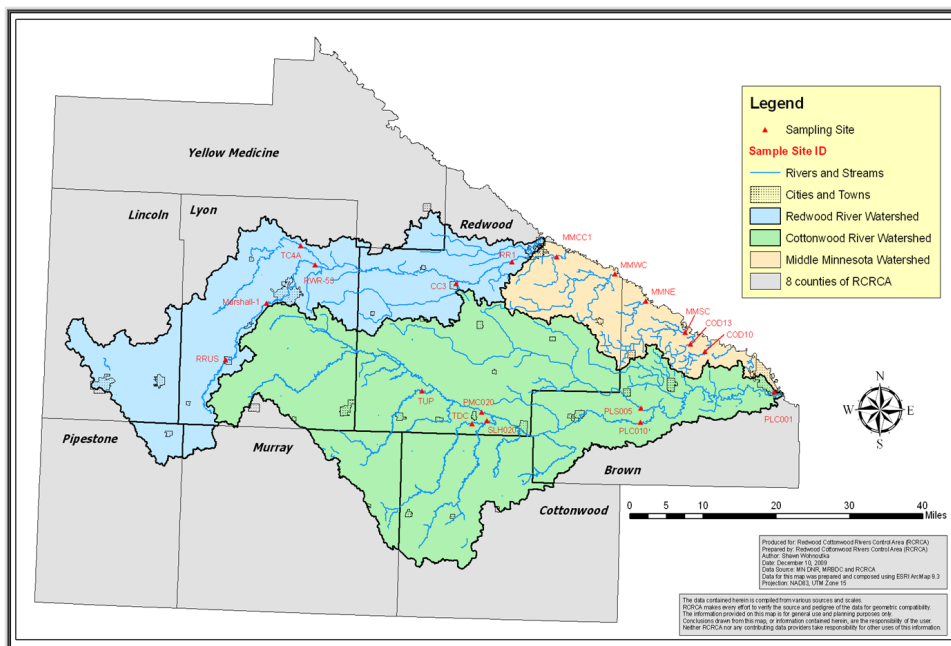 Yellow Medicine
Lincoln
Lyon
Redwood
TC4A
RWR-53
RR1
MMCC1
MMWC
CC3
Marshall-1
MMNE
MMSC
COD13
COD10
RRUS
TUP
PMC020
TDC
SLH020
PLS005
PLC010
PLC001
Pipestone
Murray
Brown
Cottonwood
Legend
Sampling Site
Sample Site ID
Rivers and Streams
Cities and Towns
Redwood River Watershed
Cottonwood River Watershed
Middle Minnesota Watershed
8 counties of RCRCA
N
W E
S
0 5 10 20 30 40
Miles
Produced for: Redwood Cottonwood Rivers Control Area (RCRCA)
Prepared by: Redwood Cottonwood Rivers Control Area (RCRCA)
Author: Shawn Wohnoutka
Date: December 10, 2009
Data Source: MN DNR, MRBDC and RCRCA
Data for this map was prepared and composed using ESRI ArcMap 9.3
Projection: NAD83, UTM Zone 15
The data contained herein is compiled from various sources and scales.
RCRCA makes every effort to verify the source and pedigree of the data for geometric compatibility.
The information provided on this map is for general use and planning purposes only.
Conclusions drawn from this map, or information contained herein, are the responsibility of the user.
Neither RCRCA nor any contributing data providers take responsibility for other uses of this information.